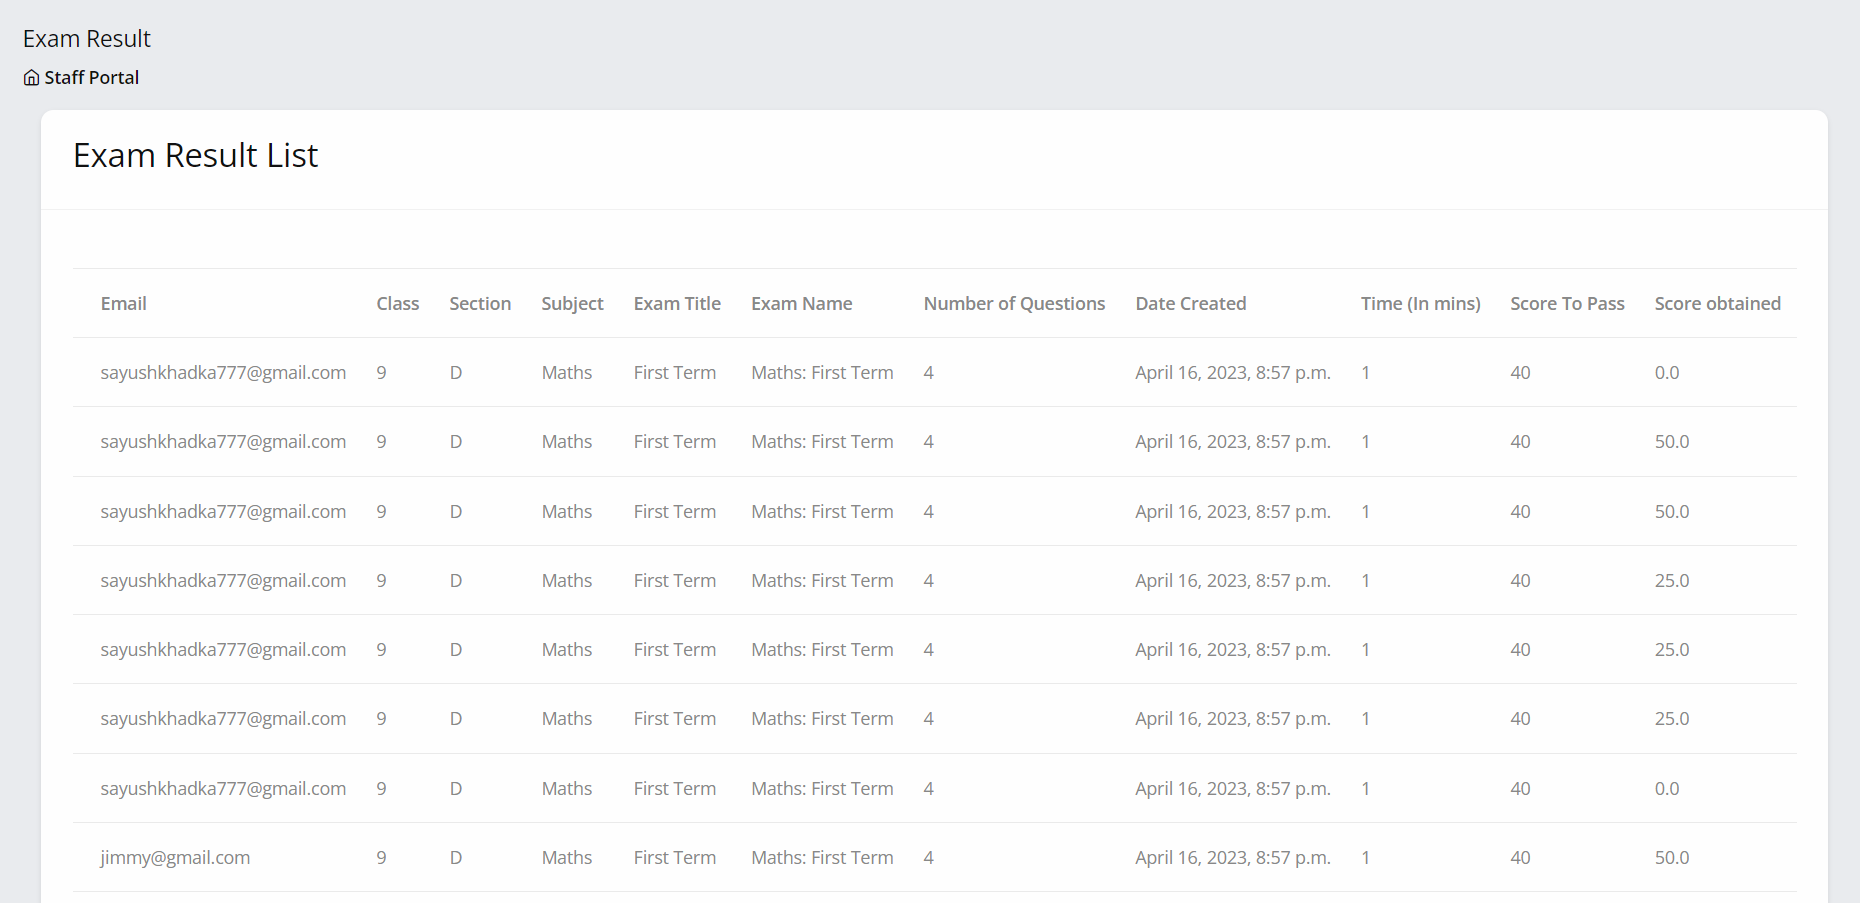 Exam Result
Staff Portal
Exam Result List
Email Class Section Subject Exam Title Exam Name Number of Questions Date Created Time (In mins) Score To Pass Score obtained
sayushkhadka777@gmail.com 9 D Maths First Term Maths: First Term 4 April 16, 2023, 8:57 p.m. 1 40 0.0
sayushkhadka777@gmail.com 9 D Maths First Term Maths: First Term 4 April 16, 2023, 8:57 p.m. 1 40 50.0
sayushkhadka777@gmail.com 9 D Maths First Term Maths: First Term 4 April 16, 2023, 8:57 p.m. 1 40 50.0
sayushkhadka777@gmail.com 9 D Maths First Term Maths: First Term 4 April 16, 2023, 8:57 p.m. 1 40 25.0
sayushkhadka777@gmail.com 9 D Maths First Term Maths: First Term 4 April 16, 2023, 8:57 p.m. 1 40 25.0
sayushkhadka777@gmail.com 9 D Maths First Term Maths: First Term 4 April 16, 2023, 8:57 p.m. 1 40 25.0
sayushkhadka777@gmail.com 9 D Maths First Term Maths: First Term 4 April 16, 2023, 8:57 p.m. 1 40 0.0
jimmy@gmail.com 9 D Maths First Term Maths: First Term 4 April 16, 2023, 8:57 p.m. 1 40 50.0